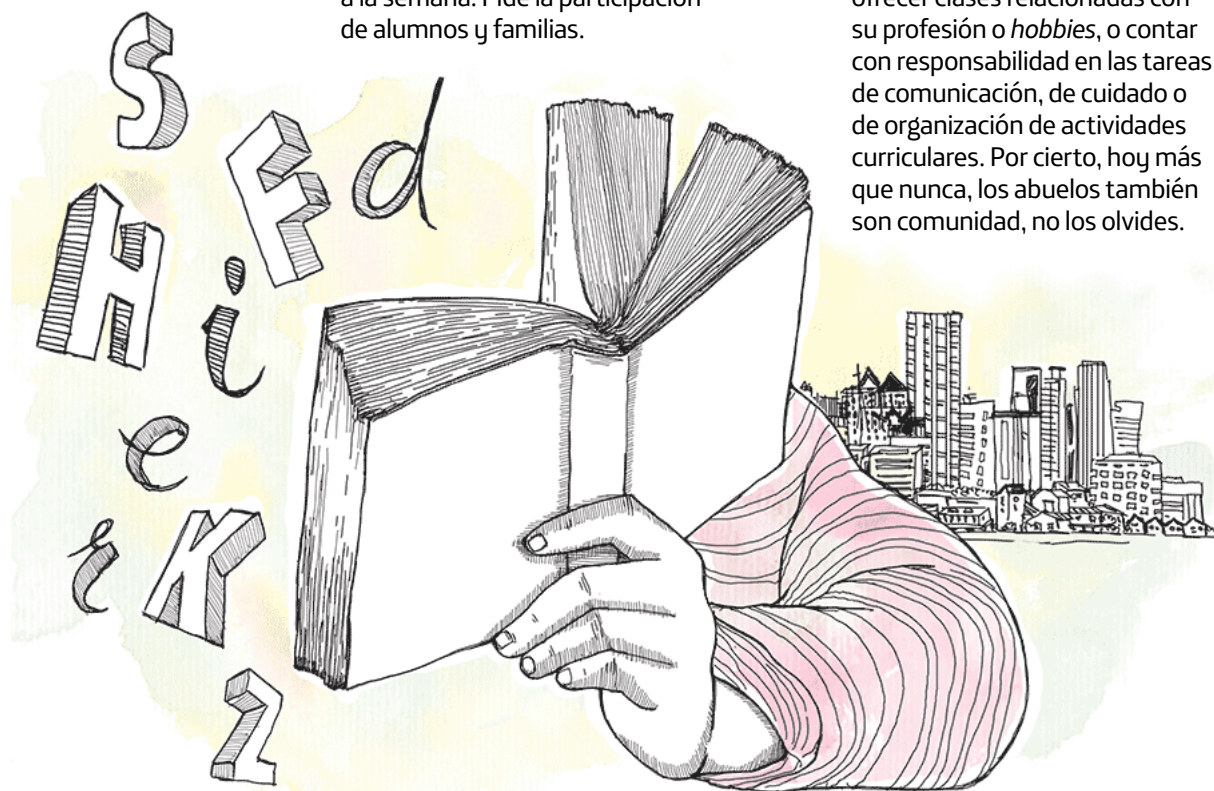 a la semana. Pide la participación
de alumnos y familias.
ofrecer clases relacionadas con
su profesión o hobbies, o contar
con responsabilidad en las tareas
de comunicación, de cuidado o
de organización de actividades
curriculares. Por cierto, hoy más
que nunca, los abuelos también
son comunidad, no los olvides.
S
F
d
H
i
e
i
K